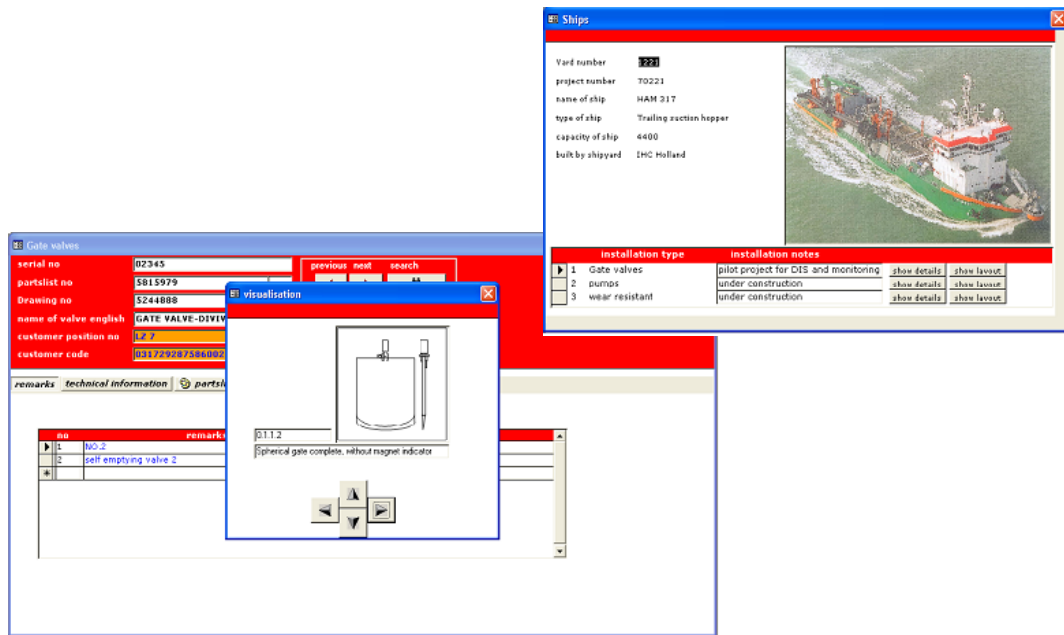 Ships
Yard number 1221
project number 70221
name of ship HAM 317
type of ship Trailing suction hopper
capacity of ship 4400
built by shipyard IHC Holland
installation type installation notes
1 Gate valves pilot project for DIS and monitoring show details show layout
2 pumps under construction show details show layout
3 wear resistant under construction show details show layout
Gate valves
serial no 02345
previous next search
partslist no 5815979
Drawing no 5244888
name of valve english GATE VALVE-DIVIV
customer position no LZ 7
customer code 031729287586002
remarks technical information
no remarks
1 NO.2
2 self emptying valve 2
visualisation
0.1.1.2
Spherical gate complete, without magnet indicator